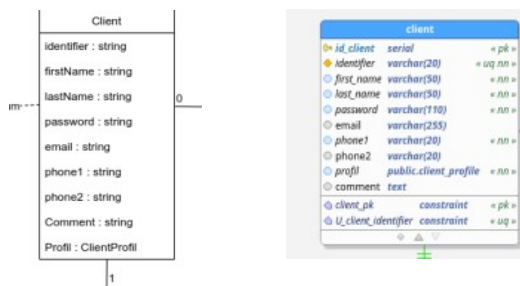 Client
identifier : string
firstName : string
lastName : string
password : string
email : string
phone1 : string
phone2 : string
Comment : string
Profil : ClientProfil
0
1
client
id_client serial « pk »
identifier varchar(20) « uq nn »
first_name varchar(50) « nn »
last_name varchar(50) « nn »
password varchar(110) « nn »
email varchar(255)
phone1 varchar(20) « nn »
phone2 varchar(20)
profil public.client_profile « nn »
comment text
client_pk constraint « pk »
U_client_identifier constraint « uq »